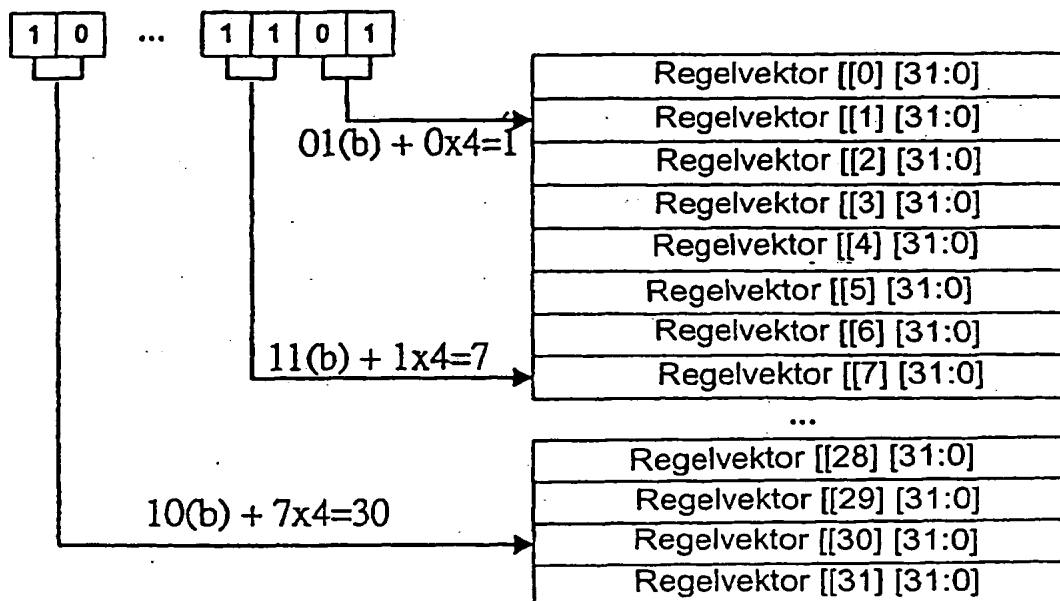 1 0 ... 1 1 0 1
Regelvektor [[0] [31:0]
01(b) + 0x4=1
Regelvektor [[1] [31:0]
Regelvektor [[2] [31:0]
Regelvektor [[3] [31:0]
Regelvektor [[4] [31:0]
Regelvektor [[5] [31:0]
Regelvektor [[6] [31:0]
11(b) + 1x4=7
Regelvektor [[7] [31:0]
...
Regelvektor [[28] [31:0]
10(b) + 7x4=30
Regelvektor [[29] [31:0]
Regelvektor [[30] [31:0]
Regelvektor [[31] [31:0]